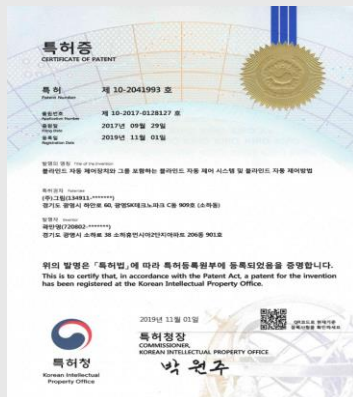 특허증
CERTIFICATE OF PATENT
특 허 제 10-2041993 호
Patent Number
출원번호 제 10-2017-0128127 호
Application Number
출원일 2017년 09월 29일
Filing Date
등록일 2019년 11월 01일
Registration Date
발명의 명칭 Title of the Invention
블라인드 자동 제어장치와 그를 포함하는 블라인드 자동 제어 시스템 및 블라인드 자동 제어방법
특허권자 Patentee
(주)그림(134911-*******)
경기도 광명시 하안로 60, 광명SK테크노파크 C동 909호 (소하동)
발명자 Inventor
곽민영(720802-*******)
경기도 광명시 소하로 38 소하휴먼시아2단지아파트 206동 901호
위의 발명은 「특허법」에 따라 특허등록원부에 등록되었음을 증명합니다.
This is to certify that, in accordance with the Patent Act, a patent for the invention
has been registered at the Korean Intellectual Property Office.
2019년 11월 01일
특허청장
COMMISSIONER,
KOREAN INTELLECTUAL PROPERTY OFFICE
박 원 주
특허청
Korean Intellectual
Property Office